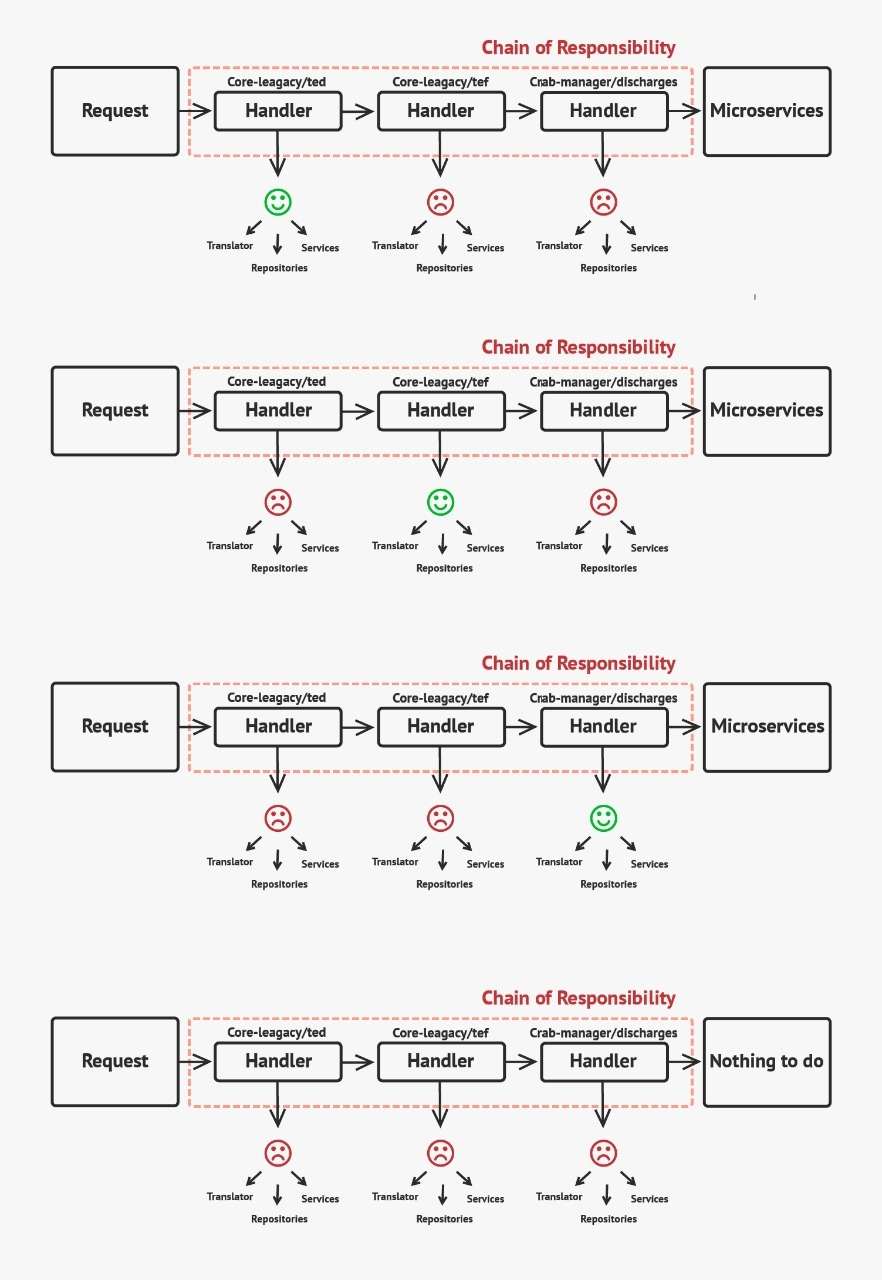 Chain of Responsibility
Core-leagacy/ted Core-leagacy/tef Crab-manager/discharges
Request Handler Handler Handler Microservices
Translator Services Translator Services Translator Services
Repositories Repositories Repositories
Chain of Responsibility
Core-leagacy/ted Core-leagacy/tef Crab-manager/discharges
Request Handler Handler Handler Microservices
Translator Services Translator Services Translator Services
Repositories Repositories Repositories
Chain of Responsibility
Core-leagacy/ted Core-leagacy/tef Crab-manager/discharges
Request Handler Handler Handler Microservices
Translator Services Translator Services Translator Services
Repositories Repositories Repositories
Chain of Responsibility
Core-leagacy/ted Core-leagacy/tef Crab-manager/discharges
Request Handler Handler Handler Nothing to do
Translator Services Translator Services Translator Services
Repositories Repositories Repositories